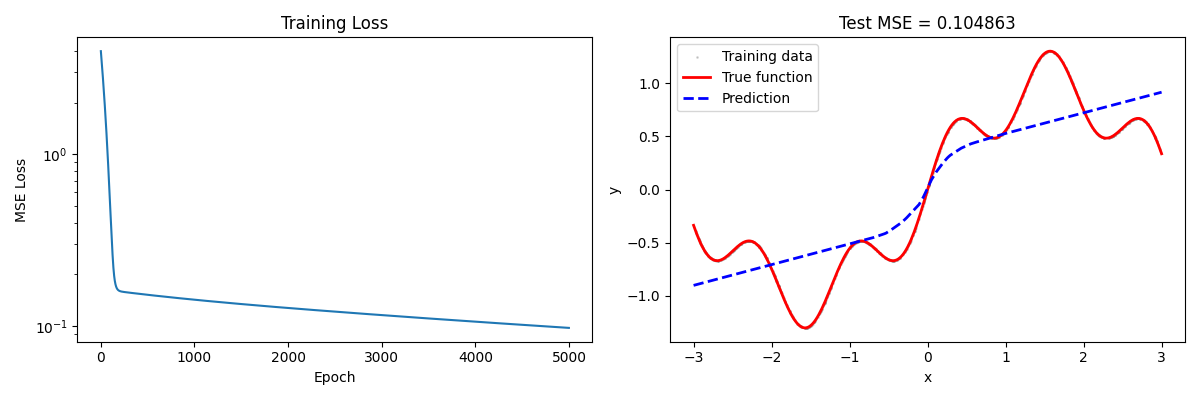 Training Loss
MSE Loss
10⁰
10⁻¹
0 1000 2000 3000 4000 5000
Epoch
Test MSE = 0.104863
Training data
True function
Prediction
y
1.0
0.5
0.0
−0.5
−1.0
−3 −2 −1 0 1 2 3
x